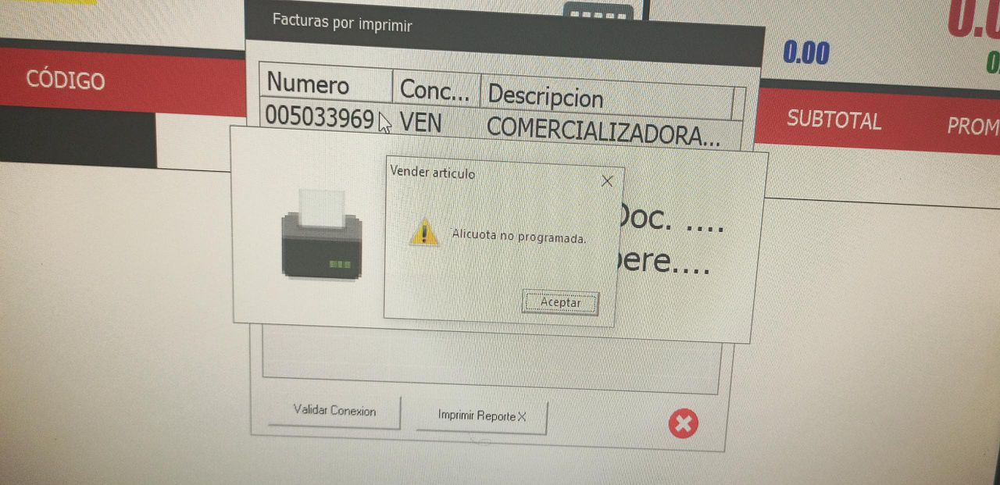 Facturas por imprimir
0.00
CÓDIGO
Numero Conc... Descripcion
005033969 VEN COMERCIALIZADORA...
SUBTOTAL
PROM
Vender articulo
Alicuota no programada.
Doc. ....
pere....
Aceptar
Validar Conexion
Imprimir Reporte X